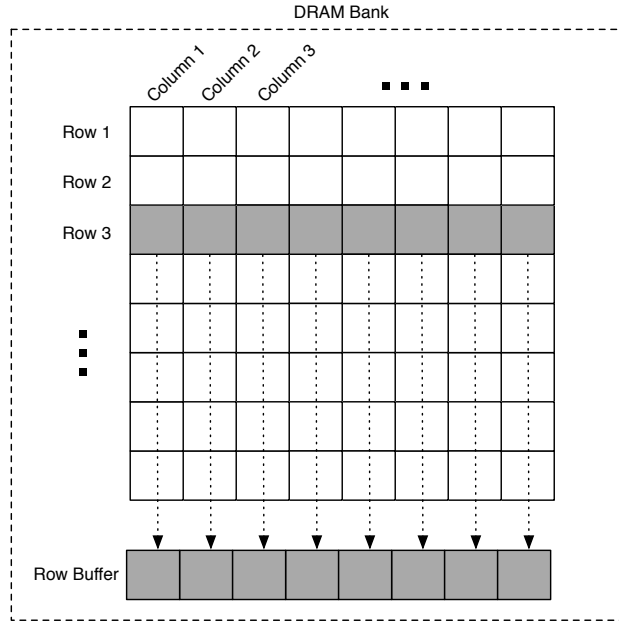 DRAM Bank
Column 1
Column 2
Column 3
Row 1
Row 2
Row 3
Row Buffer